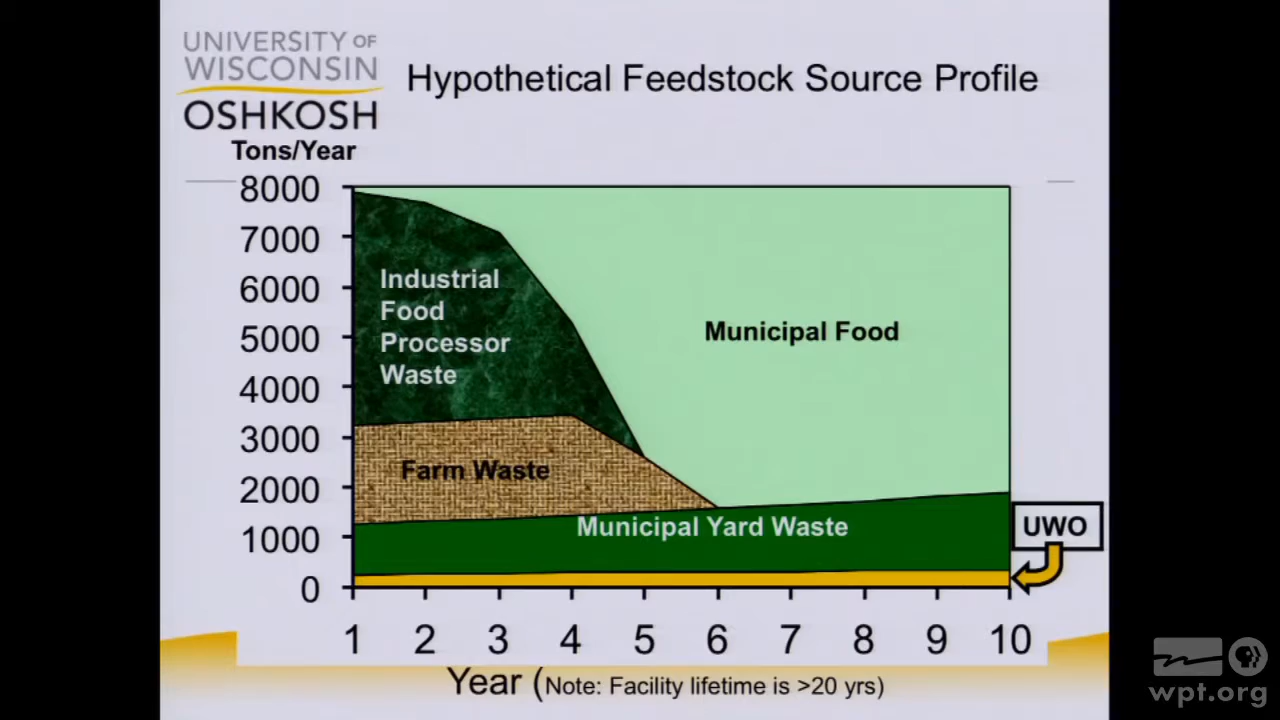 UNIVERSITY OF
WISCONSIN
OSHKOSH
Hypothetical Feedstock Source Profile
Tons/Year
8000
7000
6000
5000
4000
3000
2000
1000
0
Industrial
Food
Processor
Waste
Municipal Food
Farm Waste
Municipal Yard Waste
UWO
1 2 3 4 5 6 7 8 9 10
Year (Note: Facility lifetime is >20 yrs)
wpt.org